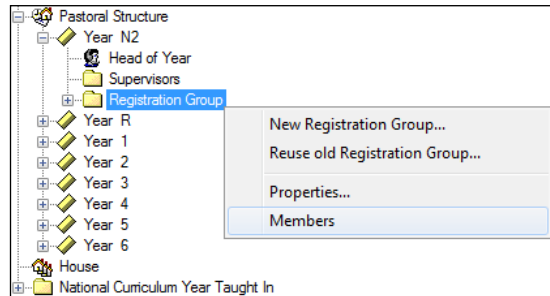 Pastoral Structure
Year N2
Head of Year
Supervisors
Registration Group
Year R
Year 1
Year 2
Year 3
Year 4
Year 5
Year 6
House
National Curriculum Year Taught In
New Registration Group...
Reuse old Registration Group...
Properties...
Members